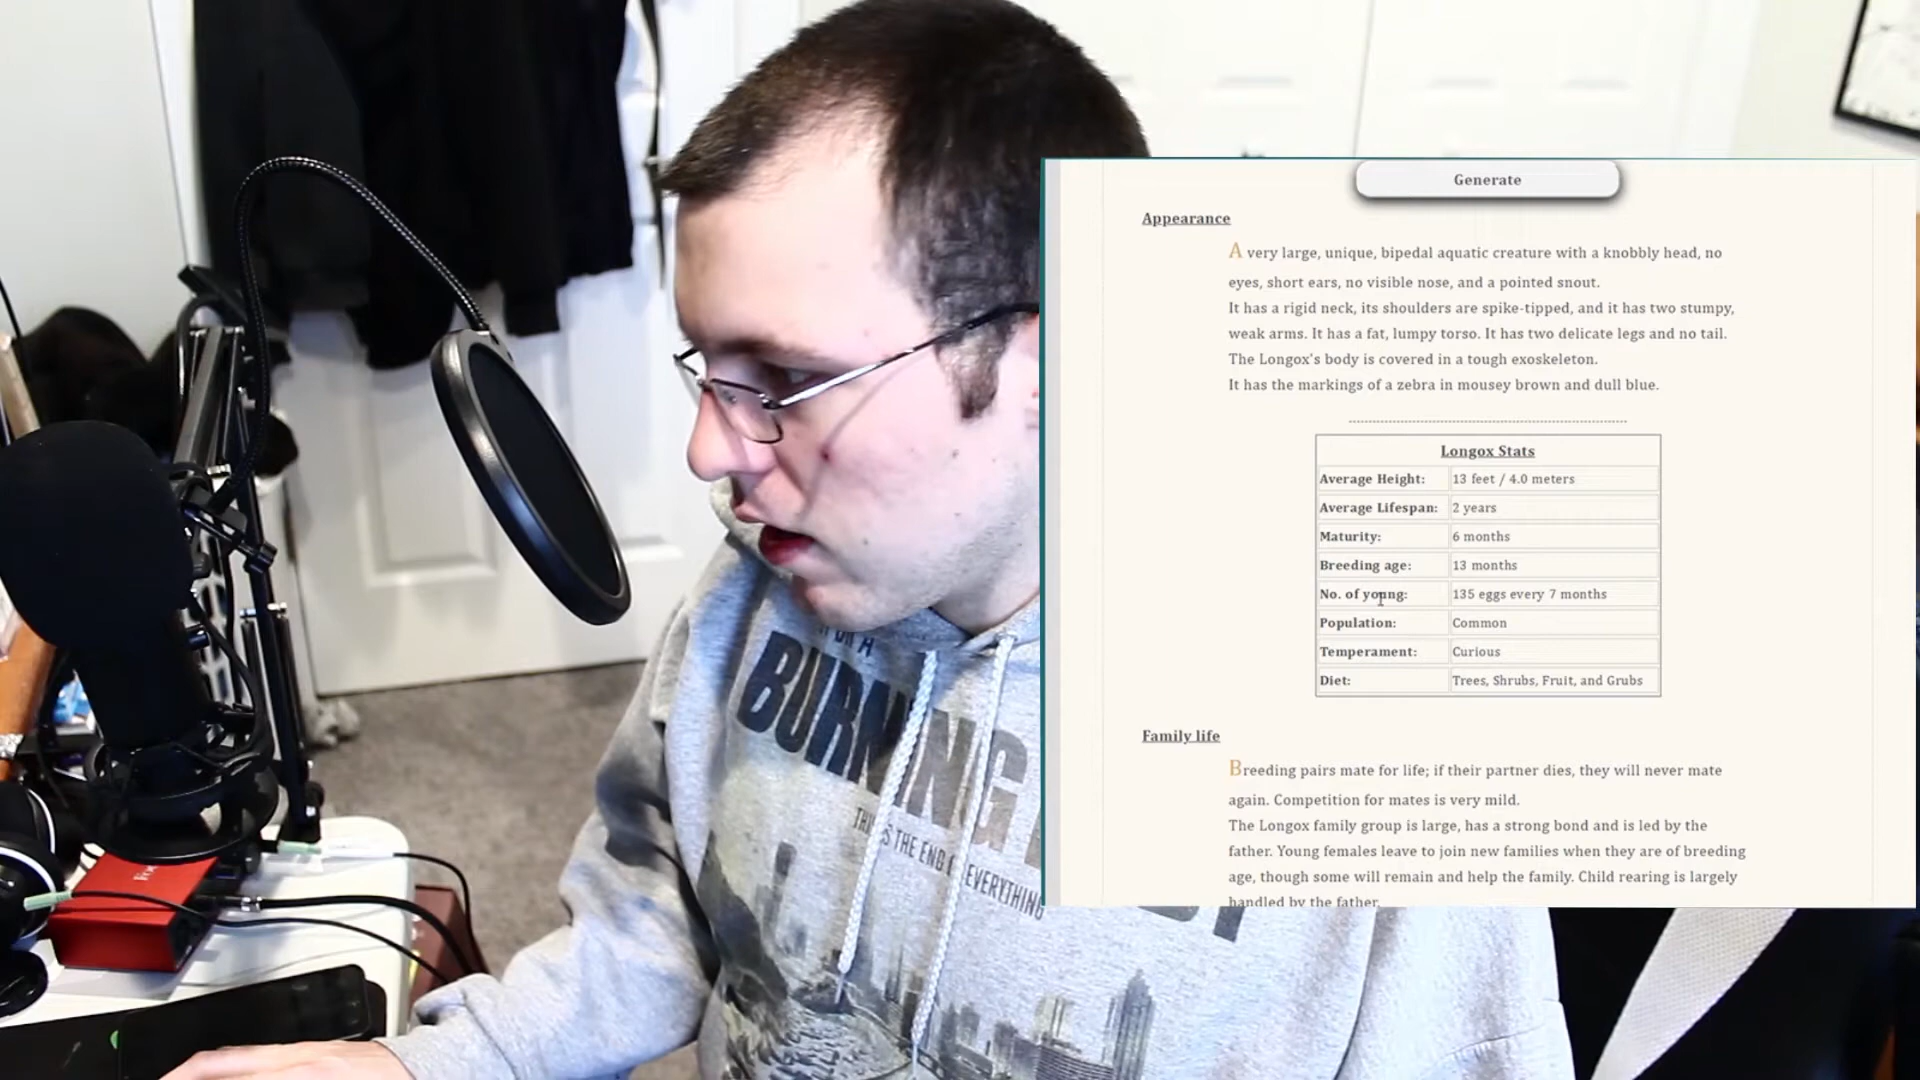 Generate
Appearance
A very large, unique, bipedal aquatic creature with a knobbly head, no
eyes, short ears, no visible nose, and a pointed snout.
It has a rigid neck, its shoulders are spike-tipped, and it has two stumpy,
weak arms. It has a fat, lumpy torso. It has two delicate legs and no tail.
The Longox's body is covered in a tough exoskeleton.
It has the markings of a zebra in mousey brown and dull blue.
Longox Stats
Average Height: 13 feet / 4.0 meters
Average Lifespan: 2 years
Maturity: 6 months
Breeding age: 13 months
No. of young: 135 eggs every 7 months
Population: Common
Temperament: Curious
Diet: Trees, Shrubs, Fruit, and Grubs
Family life
Breeding pairs mate for life; if their partner dies, they will never mate
again. Competition for mates is very mild.
The Longox family group is large, has a strong bond and is led by the
father. Young females leave to join new families when they are of breeding
age, though some will remain and help the family. Child rearing is largely
handled by the father.
BURNING
THE END
EVERYTHING